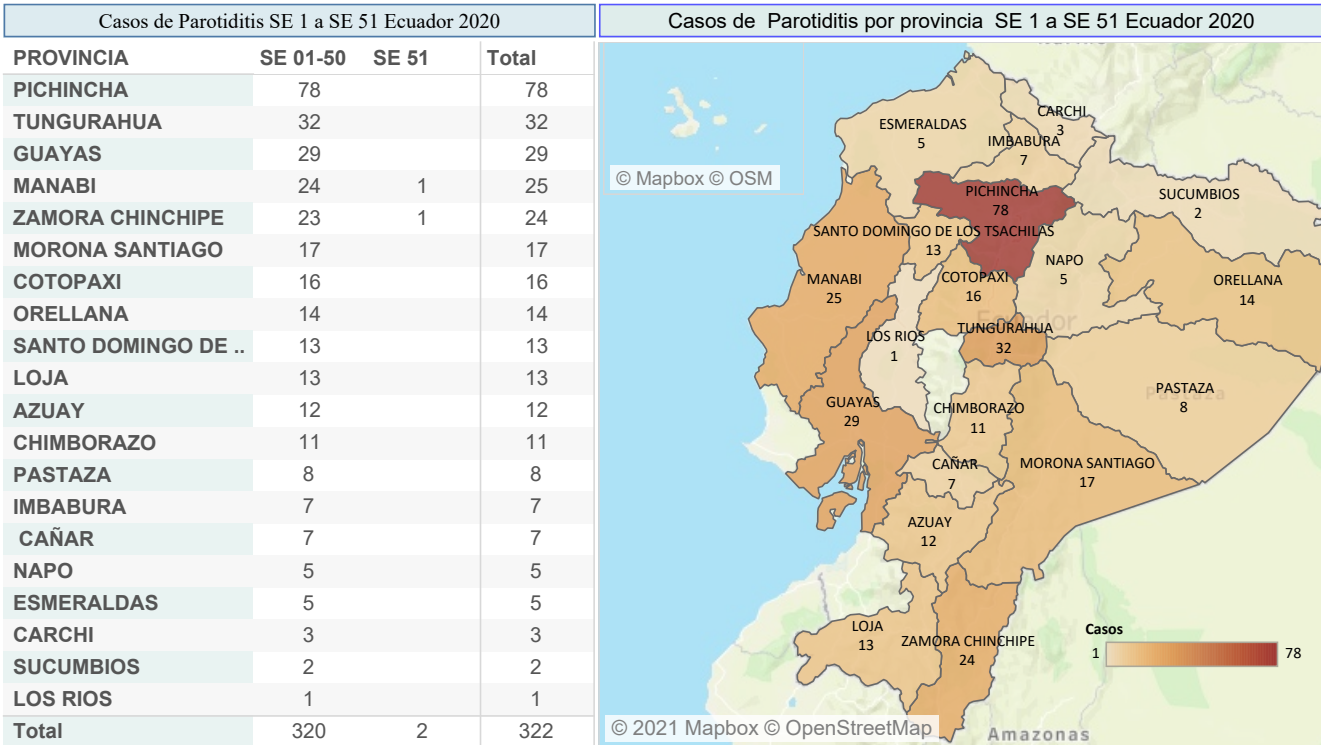 Casos de Parotiditis SE 1 a SE 51 Ecuador 2020
PROVINCIA SE 01-50 SE 51 Total
PICHINCHA 78 78
TUNGURAHUA 32 32
GUAYAS 29 29
MANABI 24 1 25
ZAMORA CHINCHIPE 23 1 24
MORONA SANTIAGO 17 17
COTOPAXI 16 16
ORELLANA 14 14
SANTO DOMINGO DE .. 13 13
LOJA 13 13
AZUAY 12 12
CHIMBORAZO 11 11
PASTAZA 8 8
IMBABURA 7 7
CAÑAR 7 7
NAPO 5 5
ESMERALDAS 5 5
CARCHI 3 3
SUCUMBIOS 2 2
LOS RIOS 1 1
Total 320 2 322
Casos de Parotiditis por provincia SE 1 a SE 51 Ecuador 2020
© Mapbox © OSM
CARCHI
3
ESMERALDAS
5
IMBABURA
7
PICHINCHA
78
SUCUMBIOS
2
SANTO DOMINGO DE LOS TSACHILAS
13
NAPO
5
MANABI
25
COTOPAXI
16
ORELLANA
14
Ecuador
TUNGURAHUA
32
LOS RIOS
1
PASTAZA
8
Pastaza
GUAYAS
29
CHIMBORAZO
11
CAÑAR
7
MORONA SANTIAGO
17
AZUAY
12
LOJA
13
ZAMORA CHINCHIPE
24
Casos
1 78
© 2021 Mapbox © OpenStreetMap
Amazonas